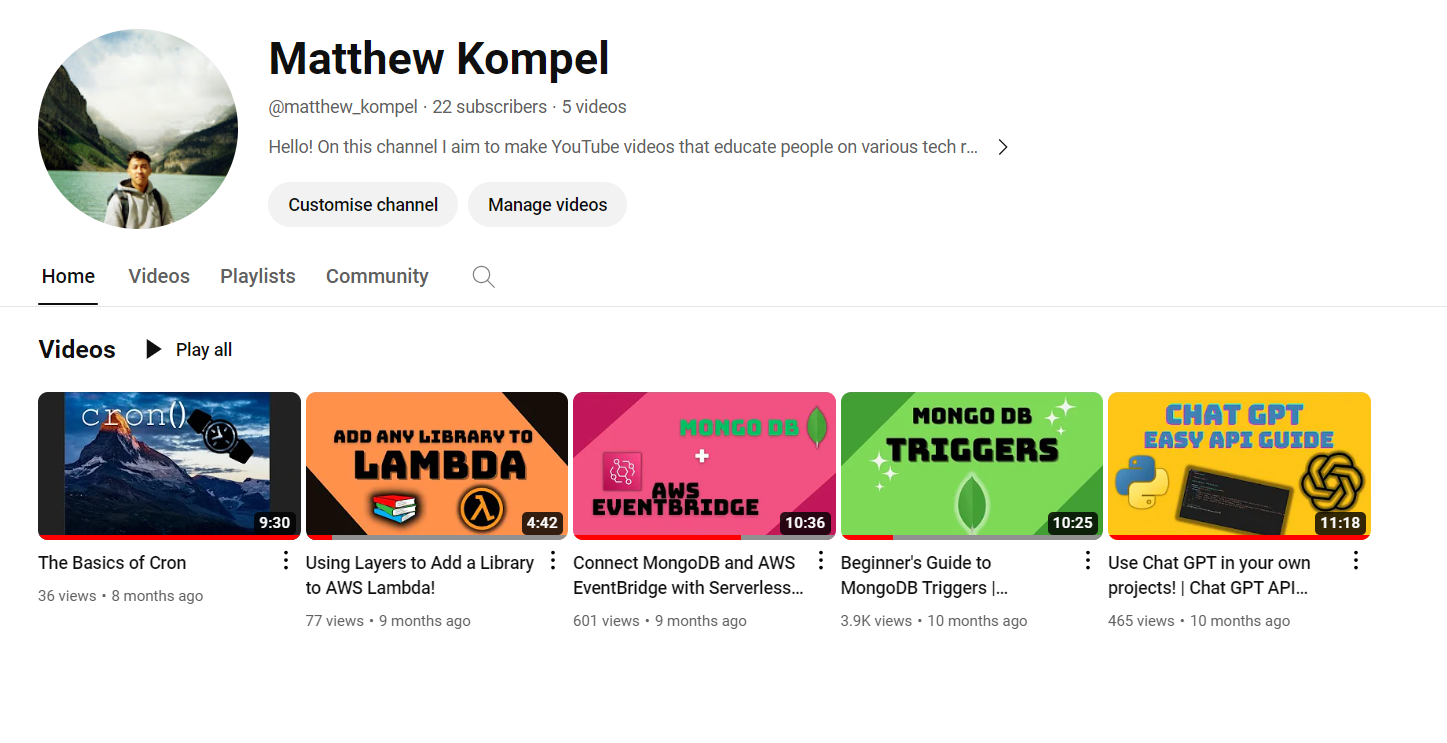 Matthew Kompel
@matthew_kompel · 22 subscribers · 5 videos
Hello! On this channel I aim to make YouTube videos that educate people on various tech r...
Customise channel
Manage videos
Home
Videos
Playlists
Community
Videos
Play all
cron()
9:30
The Basics of Cron
36 views • 8 months ago
ADD ANY LIBRARY TO
LAMBDA
4:42
Using Layers to Add a Library
to AWS Lambda!
77 views • 9 months ago
MONGO DB
+
AWS
EVENTBRIDGE
10:36
Connect MongoDB and AWS
EventBridge with Serverless...
601 views • 9 months ago
MONGO DB
TRIGGERS
10:25
Beginner's Guide to
MongoDB Triggers |...
3.9K views • 10 months ago
CHAT GPT
EASY API GUIDE
11:18
Use Chat GPT in your own
projects! | Chat GPT API...
465 views • 10 months ago